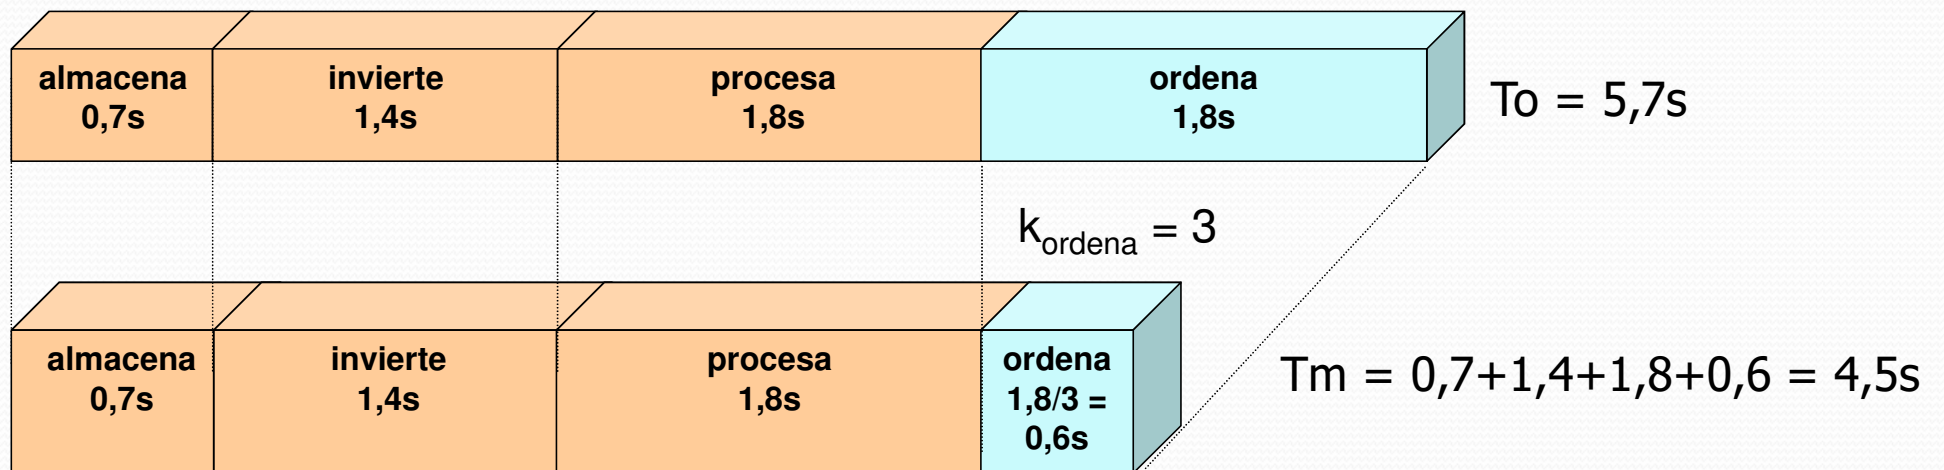 almacena
0,7s
invierte
1,4s
procesa
1,8s
ordena
1,8s
To = 5,7s
kordena = 3
almacena
0,7s
invierte
1,4s
procesa
1,8s
ordena
1,8/3 =
0,6s
Tm = 0,7+1,4+1,8+0,6 = 4,5s